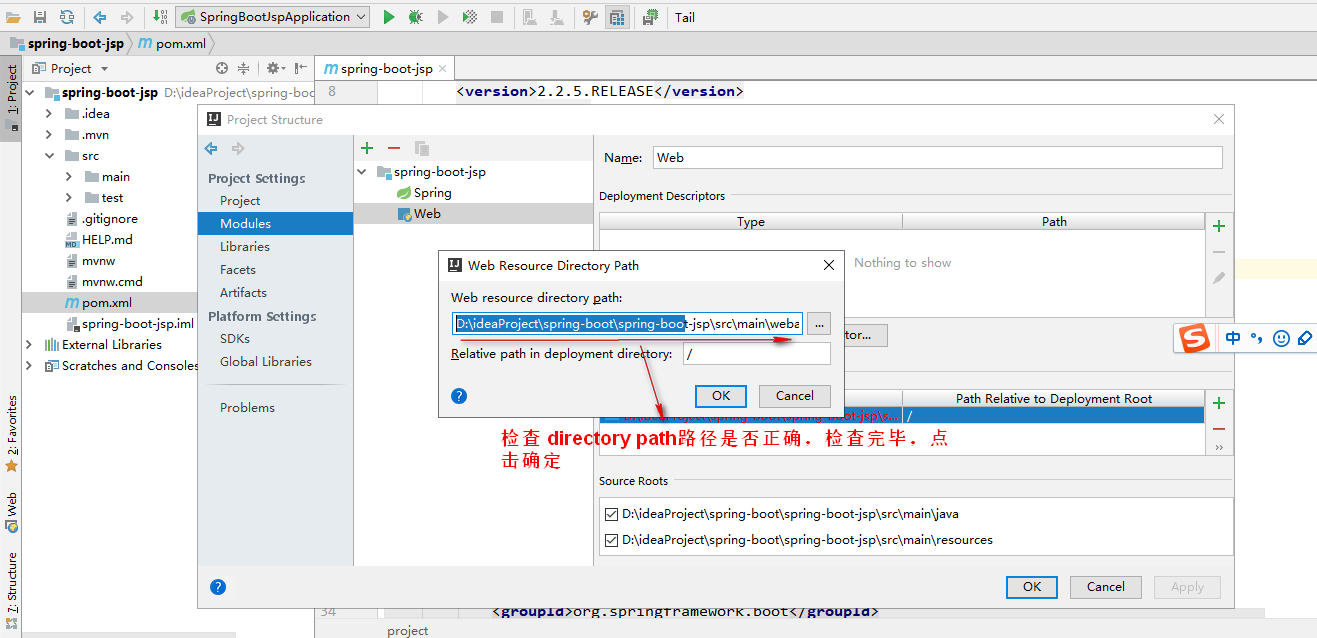 SpringBootJspApplication
Tail
spring-boot-jsp
pom.xml
1: Project
2: Favorites
Web
7: Structure
Project
spring-boot-jsp
spring-boot-jsp D:\ideaProject\spring-boo
.idea
.mvn
src
main
test
.gitignore
HELP.md
mvnw
mvnw.cmd
pom.xml
spring-boot-jsp.iml
External Libraries
Scratches and Consoles
8 <version>2.2.5.RELEASE</version>
Project Structure
Project Settings
Project
Modules
Libraries
Facets
Artifacts
Platform Settings
SDKs
Global Libraries
Problems
spring-boot-jsp
Spring
Web
Name: Web
Deployment Descriptors
Type Path
Nothing to show
Web Resource Directory Path
Web resource directory path:
D:\ideaProject\spring-boot\spring-boot-jsp\src\main\weba
...
Relative path in deployment directory: /
OK Cancel
tor...
中
Path Relative to Deployment Root
/
检查 directory path路径是否正确．检查完毕．点
击确定
Source Roots
D:\ideaProject\spring-boot\spring-boot-jsp\src\main\java
D:\ideaProject\spring-boot\spring-boot-jsp\src\main\resources
OK Cancel Apply
34 <groupId>org.springframework.boot</groupId>
project